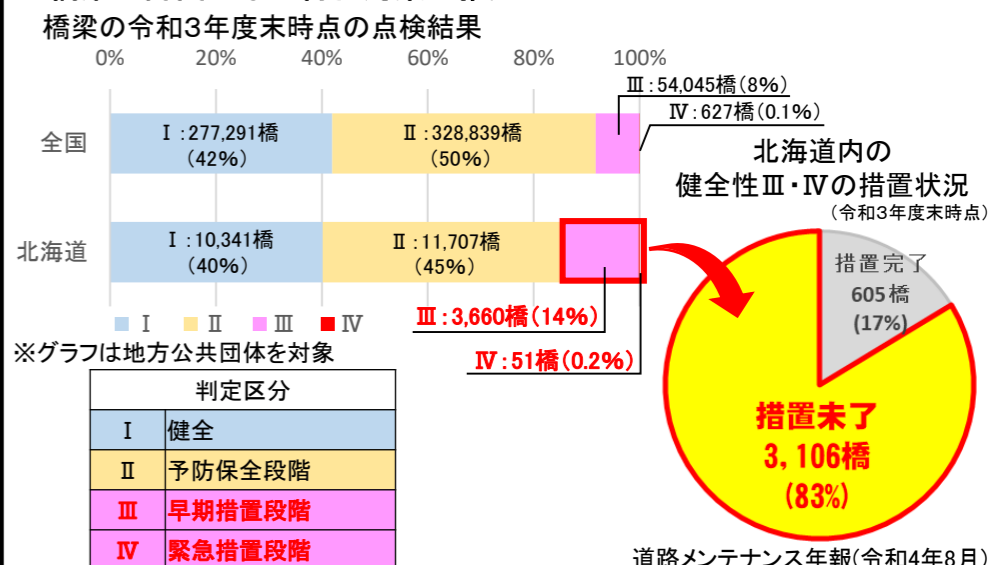 橋梁の令和3年度末時点の点検結果
0% 20% 40% 60% 80% 100%
Ⅲ:54,045橋(8%)
Ⅳ:627橋(0.1%)
全国
Ⅰ:277,291橋
(42%)
Ⅱ:328,839橋
(50%)
北海道
Ⅰ:10,341橋
(40%)
Ⅱ:11,707橋
(45%)
Ⅰ Ⅱ Ⅲ Ⅳ
Ⅲ:3,660橋(14%)
Ⅳ:51橋(0.2%)
※グラフは地方公共団体を対象
判定区分
Ⅰ 健全
Ⅱ 予防保全段階
Ⅲ 早期措置段階
Ⅳ 緊急措置段階
北海道内の
健全性Ⅲ・Ⅳの措置状況
(令和3年度末時点)
措置完了
605橋
(17%)
措置未了
3,106橋
(83%)
道路メンテナンス年報(令和4年8月)